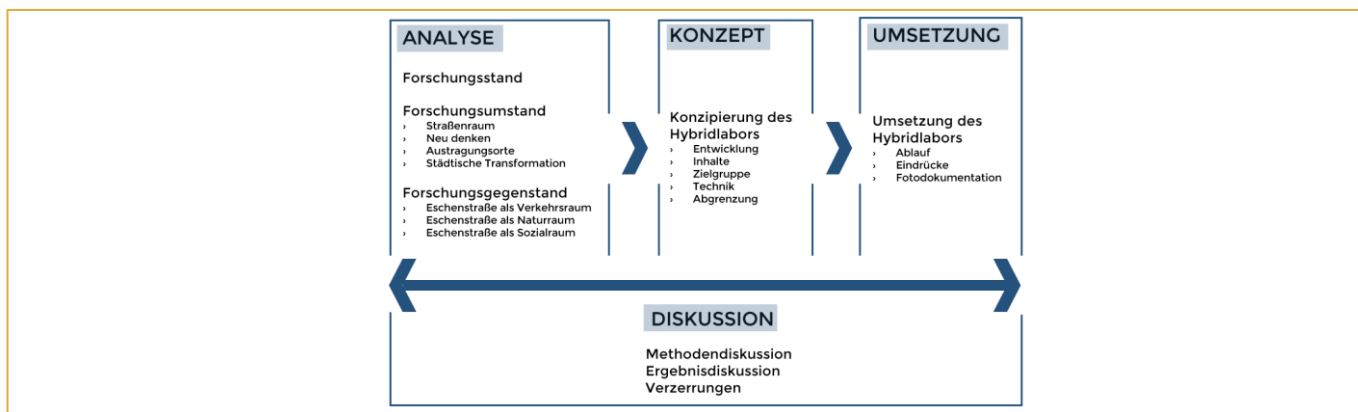 ANALYSE
Forschungsstand
Forschungsumstand
› Straßenraum
› Neu denken
› Austragungsorte
› Städtische Transformation
Forschungsgegenstand
› Eschenstraße als Verkehrsraum
› Eschenstraße als Naturraum
› Eschenstraße als Sozialraum
KONZEPT
Konzipierung des
Hybridlabors
› Entwicklung
› Inhalte
› Zielgruppe
› Technik
› Abgrenzung
UMSETZUNG
Umsetzung des
Hybridlabors
› Ablauf
› Eindrücke
› Fotodokumentation
DISKUSSION
Methodendiskussion
Ergebnisdiskussion
Verzerrungen